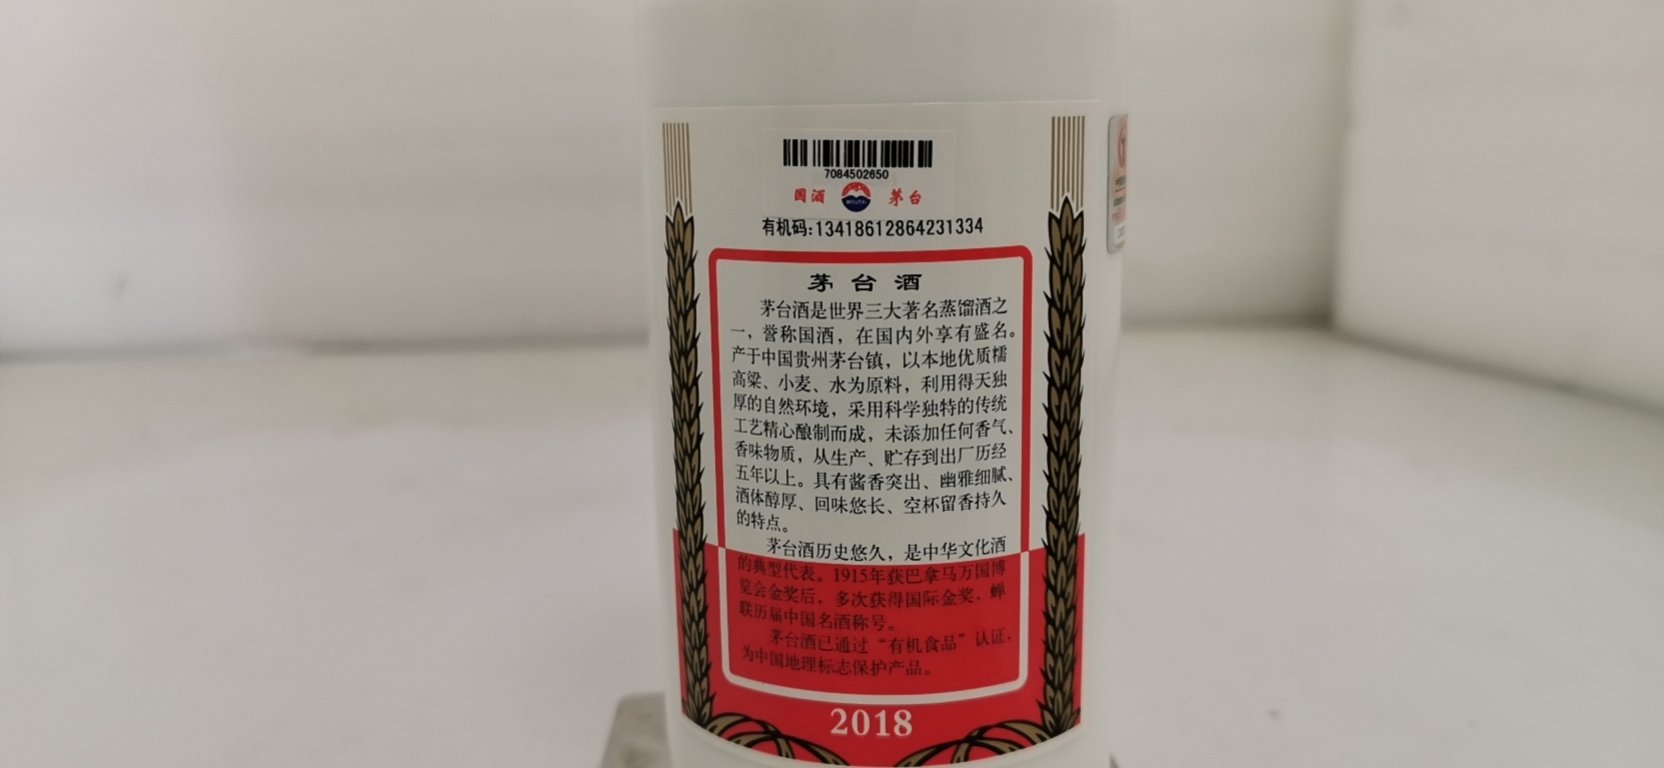 7084502650
国酒 茅台
MOUTAI
有机码:13418612864231334
茅台酒
茅台酒是世界三大著名蒸馏酒之
一，誉称国酒，在国内外享有盛名。
产于中国贵州茅台镇，以本地优质糯
高粱、小麦、水为原料，利用得天独
厚的自然环境，采用科学独特的传统
工艺精心酿制而成，未添加任何香气、
香味物质，从生产、贮存到出厂历经
五年以上。具有酱香突出、幽雅细腻、
酒体醇厚、回味悠长、空杯留香持久
的特点。
茅台酒历史悠久，是中华文化酒
的典型代表。1915年获巴拿马万国博
览会金奖后、多次获得国际金奖、蝉
联历届中国名酒称号。
茅台酒已通过“有机食品”认证，
为中国地理标志保护产品。
2018